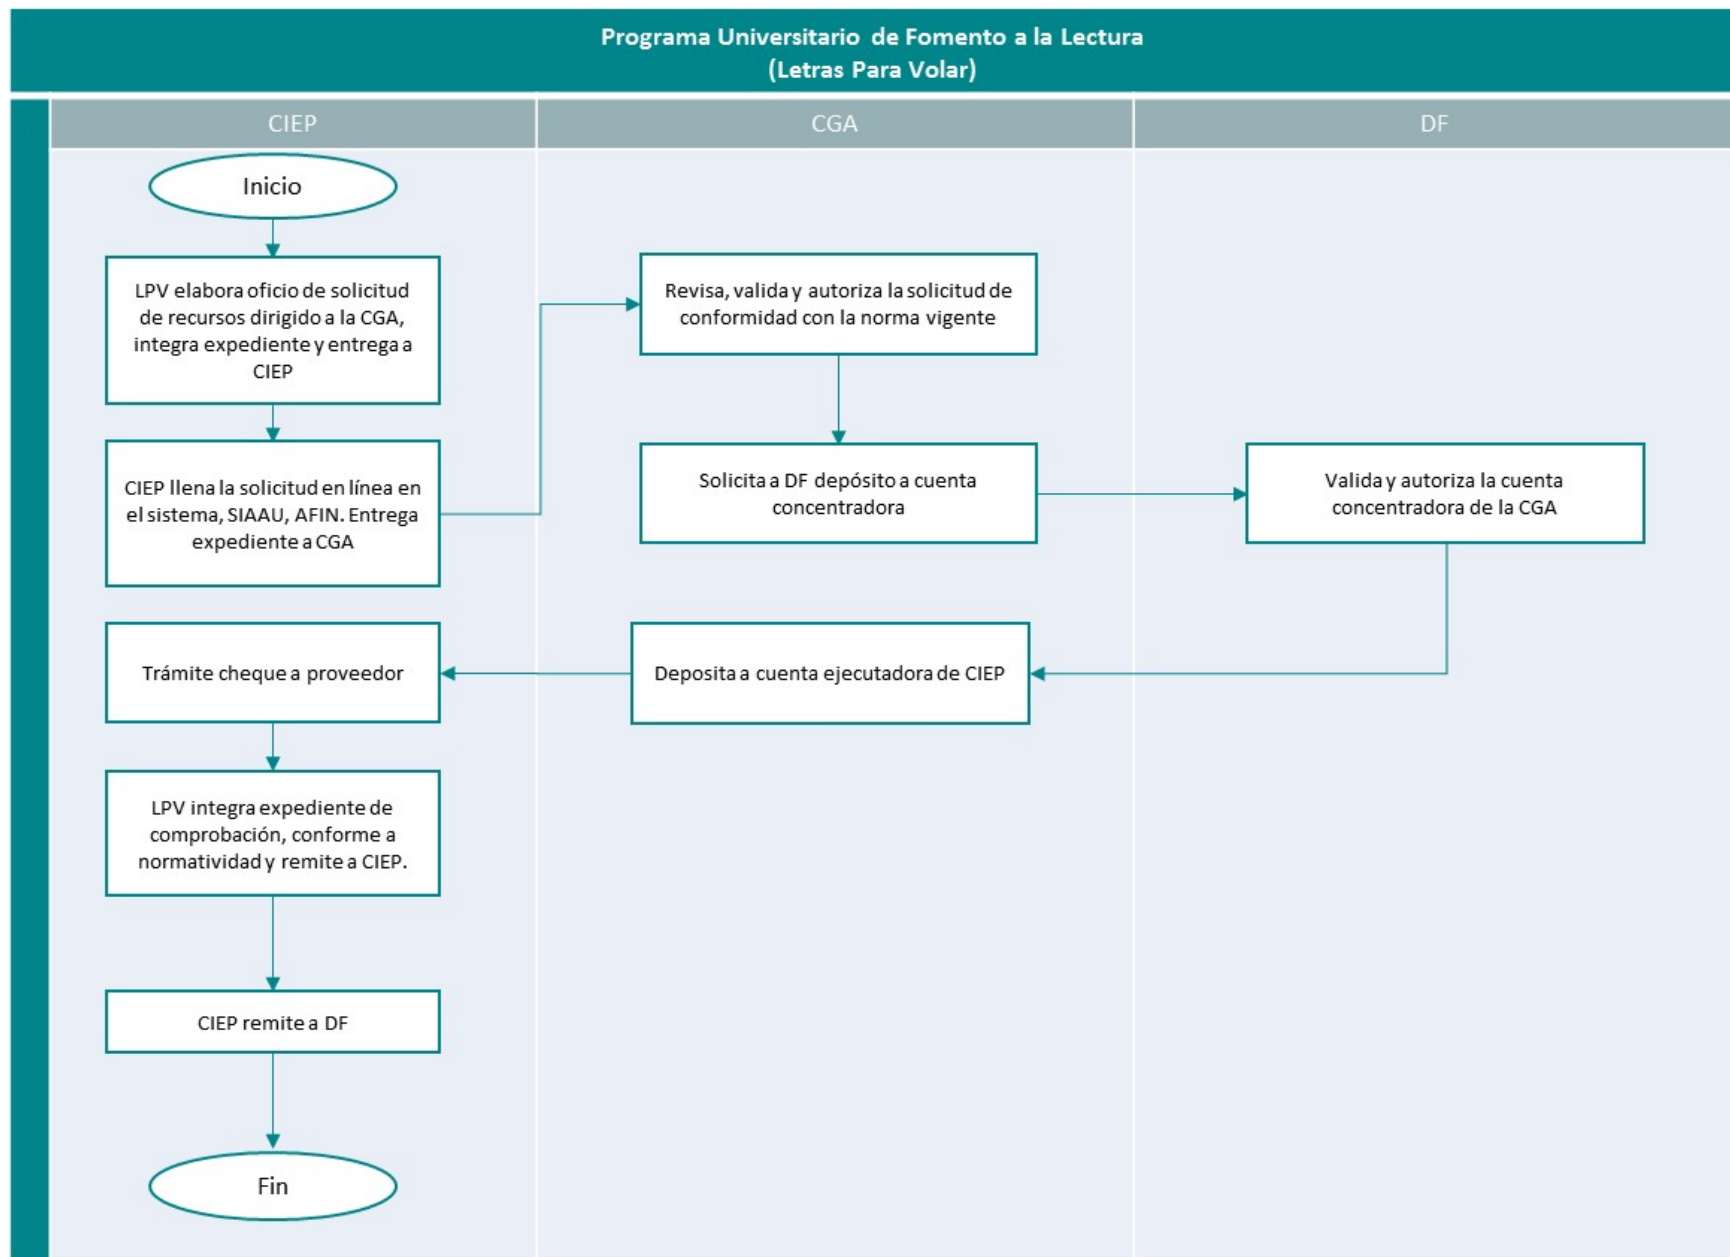 Programa Universitario de Fomento a la Lectura
(Letras Para Volar)
CIEP
CGA
DF
Inicio
LPV elabora oficio de solicitud
de recursos dirigido a la CGA,
integra expediente y entrega a
CIEP
Revisa, valida y autoriza la solicitud de
conformidad con la norma vigente
CIEP llena la solicitud en línea en
el sistema, SIAAU, AFIN. Entrega
expediente a CGA
Solicita a DF depósito a cuenta
concentradora
Valida y autoriza la cuenta
concentradora de la CGA
Trámite cheque a proveedor
Deposita a cuenta ejecutadora de CIEP
LPV integra expediente de
comprobación, conforme a
normatividad y remite a CIEP.
CIEP remite a DF
Fin